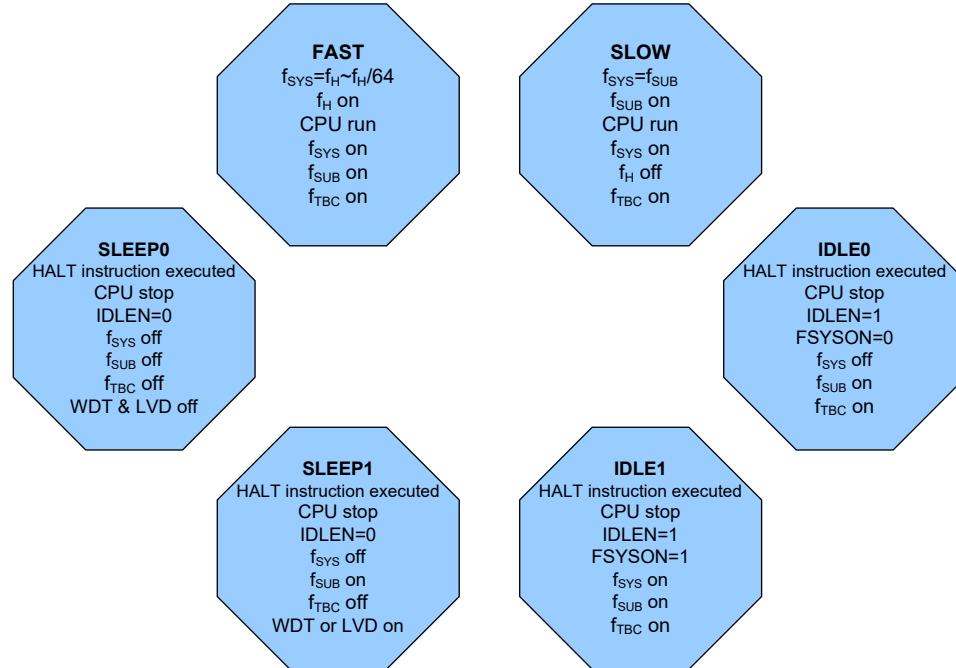 FAST
fSYS=fH~fH/64
fH on
CPU run
fSYS on
fSUB on
fTBC on
SLOW
fSYS=fSUB
fSUB on
CPU run
fSYS on
fH off
fTBC on
SLEEP0
HALT instruction executed
CPU stop
IDLEN=0
fSYS off
fSUB off
fTBC off
WDT & LVD off
IDLE0
HALT instruction executed
CPU stop
IDLEN=1
FSYSON=0
fSYS off
fSUB on
fTBC on
SLEEP1
HALT instruction executed
CPU stop
IDLEN=0
fSYS off
fSUB on
fTBC off
WDT or LVD on
IDLE1
HALT instruction executed
CPU stop
IDLEN=1
FSYSON=1
fSYS on
fSUB on
fTBC on